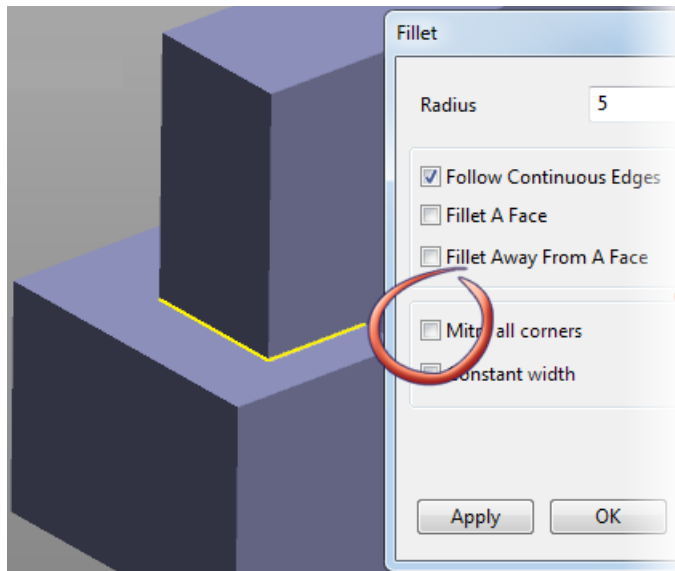 Fillet
Radius 5
Follow Continuous Edges
Fillet A Face
Fillet Away From A Face
Mitre all corners
Constant width
Apply OK